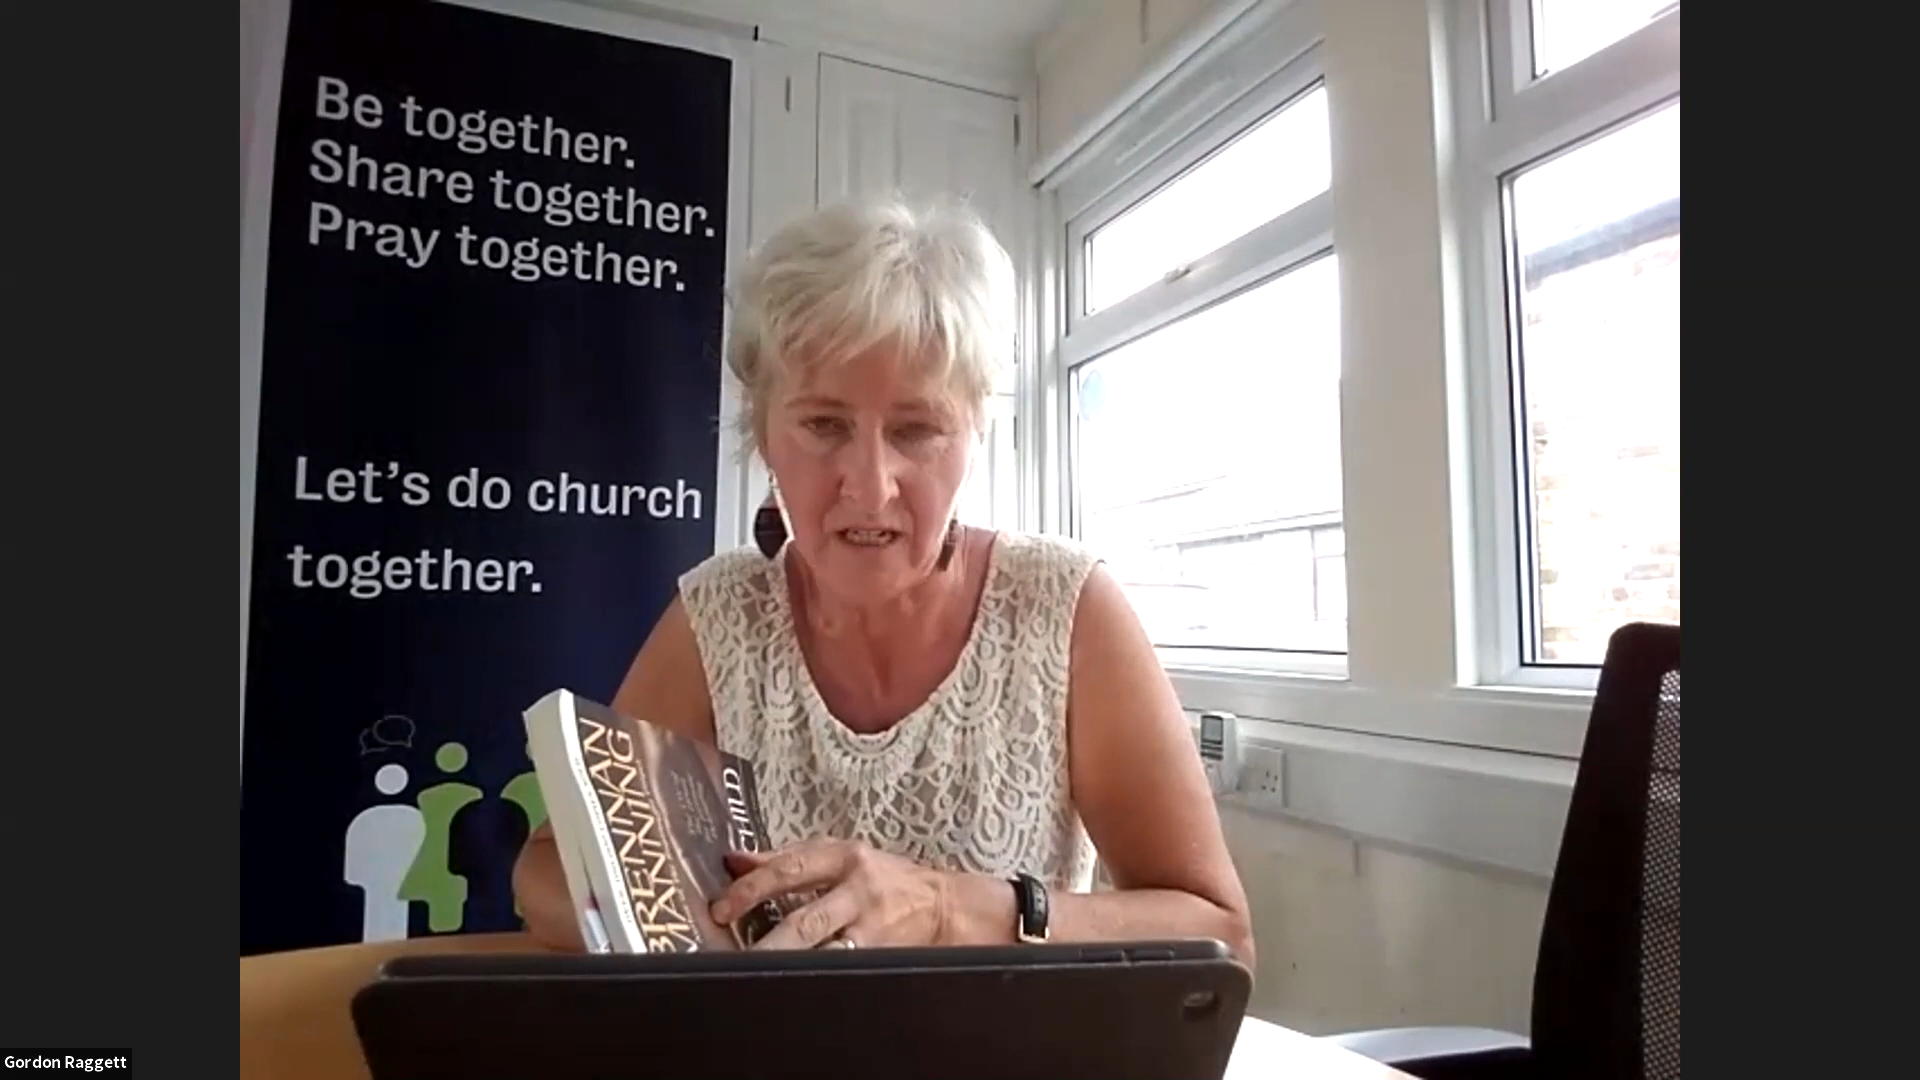 Be together.
Share together.
Pray together.
Let's do church
together.
BRENNAN
MANNING
CHILD
Gordon Raggett